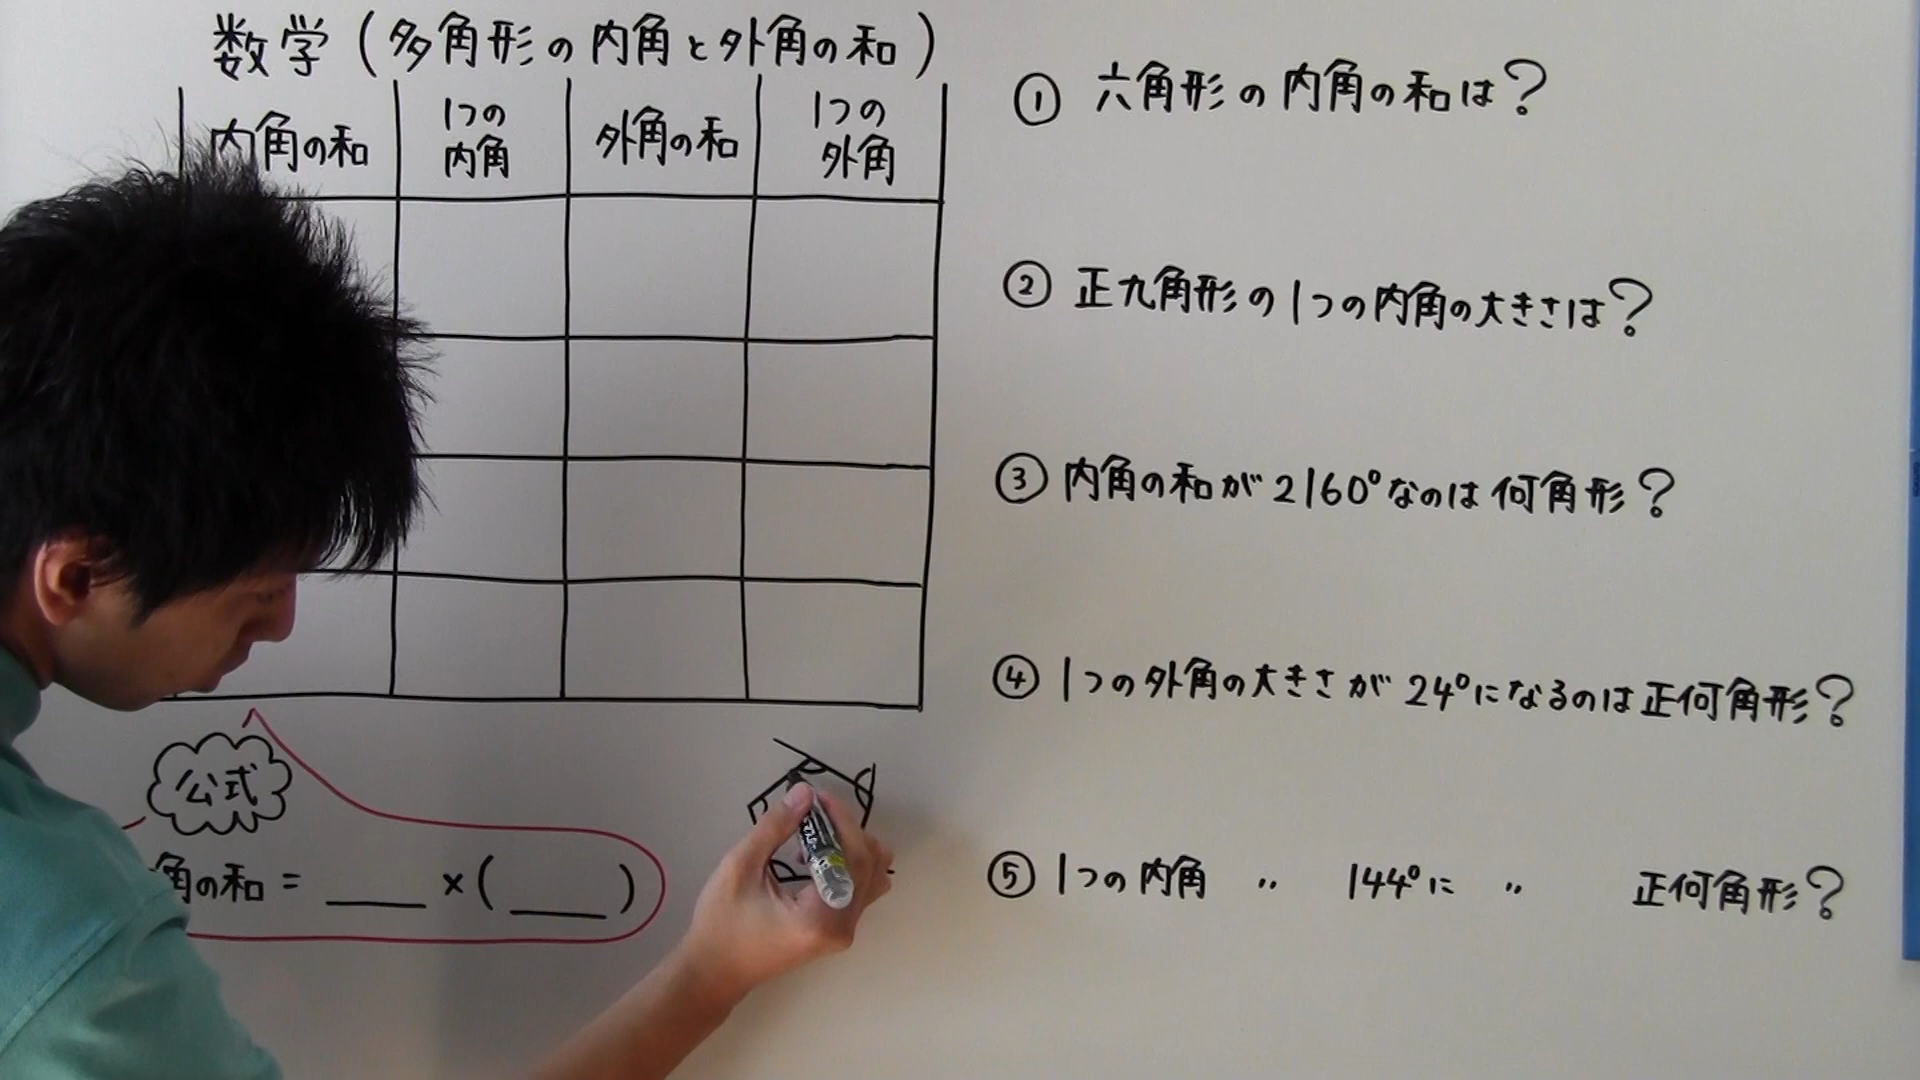 数学(多角形の内角と外角の和)
内角の和
1つの
内角
外角の和
1つの
外角
公式
角の和 = ____ ×( ____ )
① 六角形の内角の和は?
② 正九角形の1つの内角の大きさは?
③ 内角の和が2160°なのは何角形?
④ 1つの外角の大きさが24°になるのは正何角形?
⑤ 1つの内角 〃 144°に 〃 正何角形?